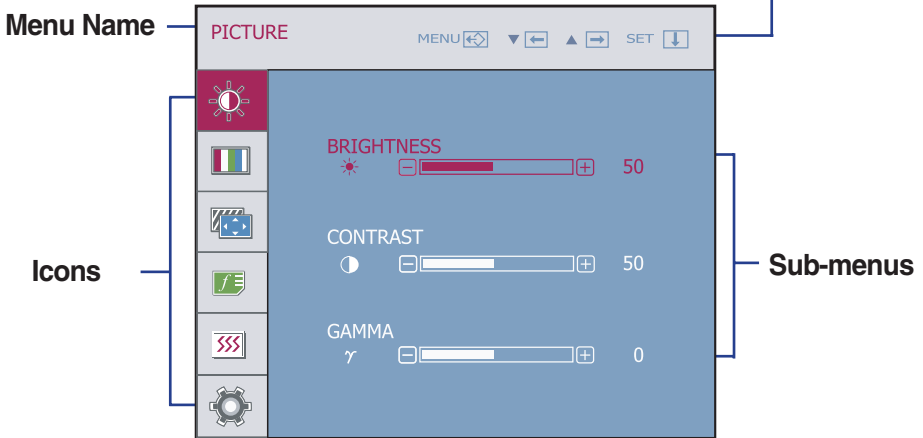 Menu Name
PICTURE
MENU ▼ ▲ SET
BRIGHTNESS
50
CONTRAST
50
Icons
Sub-menus
GAMMA
γ 0